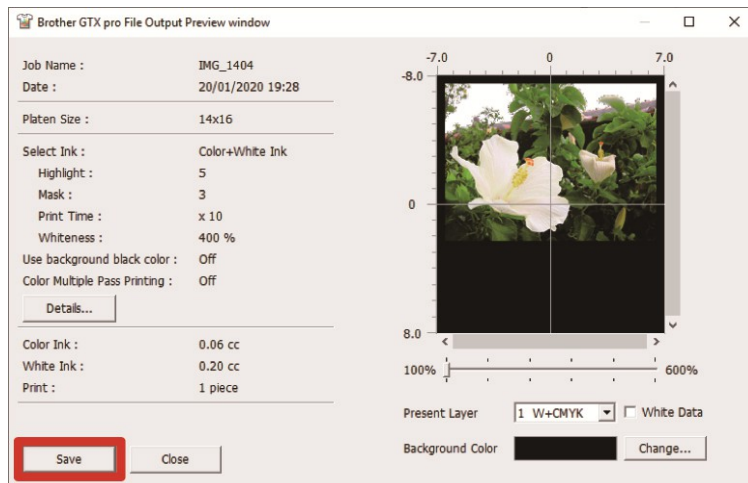 Brother GTX pro File Output Preview window
Job Name : IMG_1404
Date : 20/01/2020 19:28
Platen Size : 14x16
Select Ink : Color+White Ink
Highlight : 5
Mask : 3
Print Time : x 10
Whiteness : 400 %
Use background black color : Off
Color Multiple Pass Printing : Off
Details...
Color Ink : 0.06 cc
White Ink : 0.20 cc
Print : 1 piece
Save Close
-7.0 0 7.0
-8.0
0
8.0
100% 600%
Present Layer 1 W+CMYK White Data
Background Color Change...